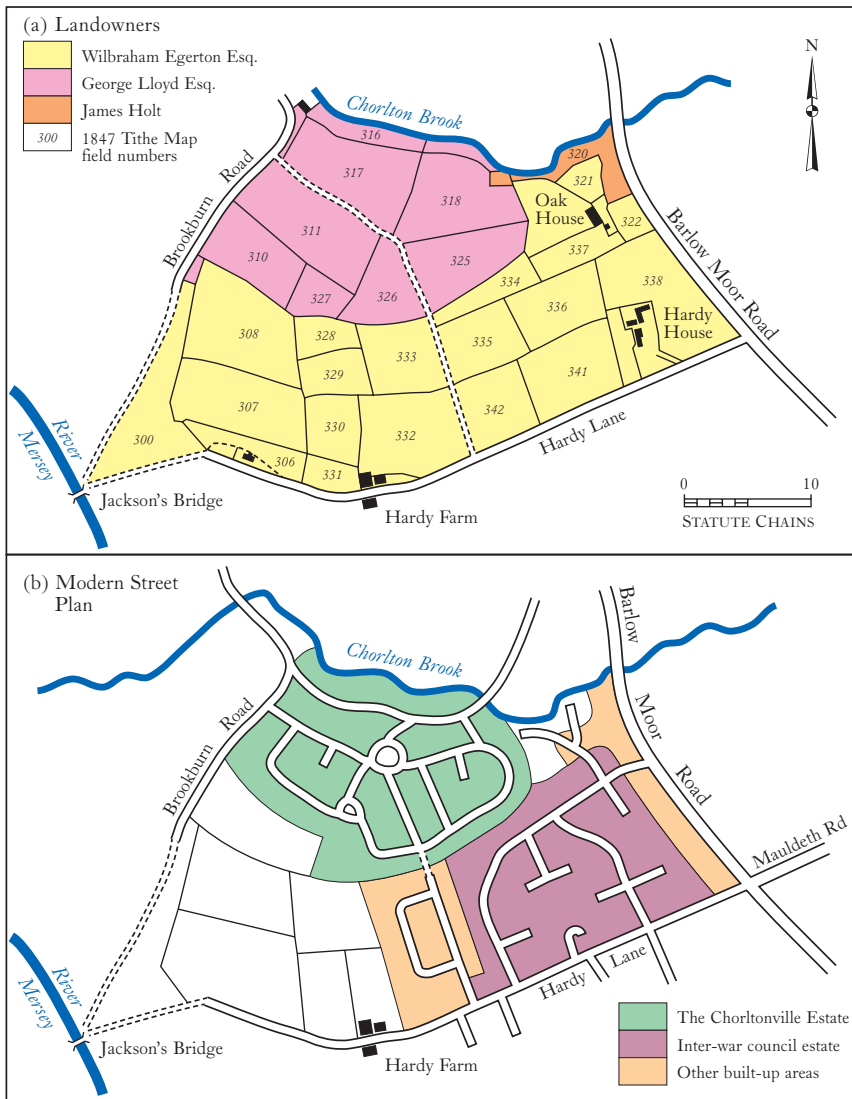 (a) Landowners
Wilbraham Egerton Esq.
George Lloyd Esq.
James Holt
300
1847 Tithe Map
field numbers
N
Chorlton Brook
Brookburn Road
316
317
318
320
321
Oak
House
322
Barlow Moor Road
311
310
325
337
334
338
327
326
336
Hardy
House
308
328
333
335
329
341
307
330
342
332
300
306
331
Hardy Lane
River
Mersey
Jackson's Bridge
Hardy Farm
0
10
STATUTE CHAINS
(b) Modern Street
Plan
Barlow
Moor
Road
Chorlton Brook
Brookburn Road
Mauldeth Rd
Hardy Lane
River
Mersey
Jackson's Bridge
Hardy Farm
The Chorltonville Estate
Inter-war council estate
Other built-up areas